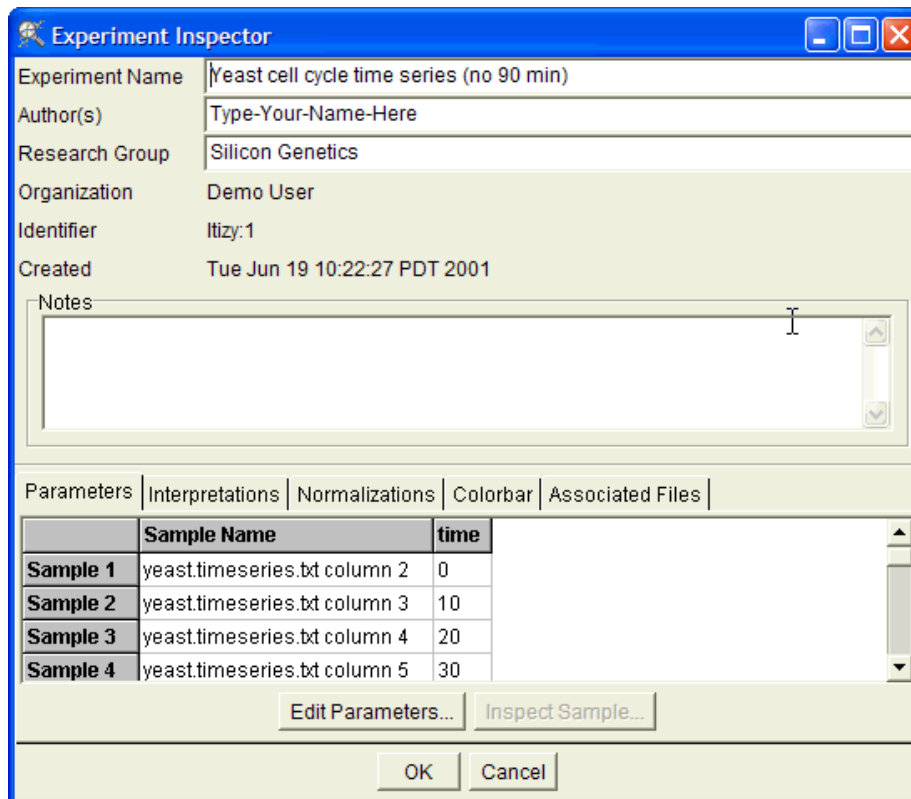 Experiment Inspector
Experiment Name Yeast cell cycle time series (no 90 min)
Author(s) Type-Your-Name-Here
Research Group Silicon Genetics
Organization Demo User
Identifier Itizy:1
Created Tue Jun 19 10:22:27 PDT 2001
Notes
Parameters Interpretations Normalizations Colorbar Associated Files
Sample Name time
Sample 1 yeast.timeseries.txt column 2 0
Sample 2 yeast.timeseries.txt column 3 10
Sample 3 yeast.timeseries.txt column 4 20
Sample 4 yeast.timeseries.txt column 5 30
Edit Parameters... Inspect Sample...
OK Cancel